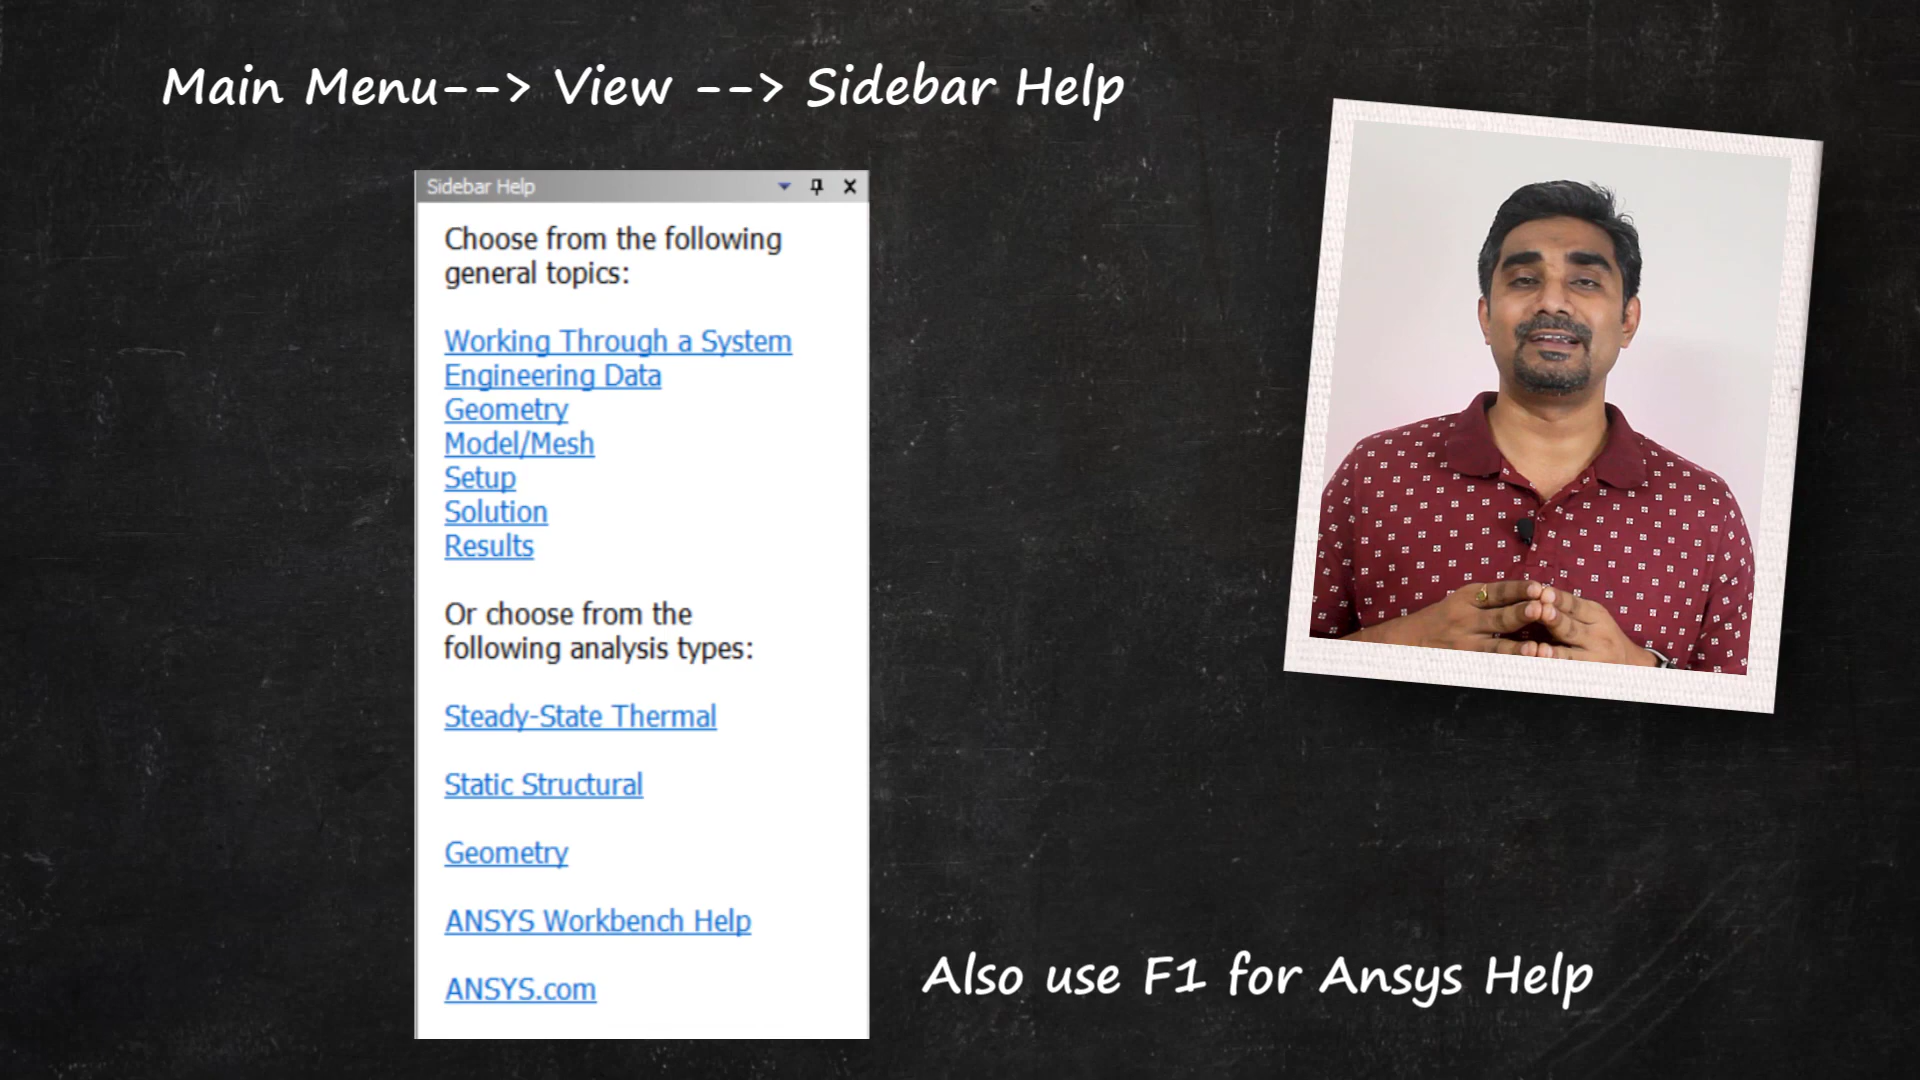 Main Menu--> View --> Sidebar Help
Sidebar Help
Choose from the following
general topics:
Working Through a System
Engineering Data
Geometry
Model/Mesh
Setup
Solution
Results
Or choose from the
following analysis types:
Steady-State Thermal
Static Structural
Geometry
ANSYS Workbench Help
ANSYS.com
Also use F1 for Ansys Help